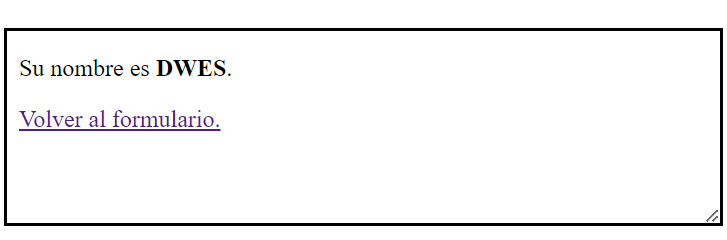 Su nombre es DWES.
Volver al formulario.